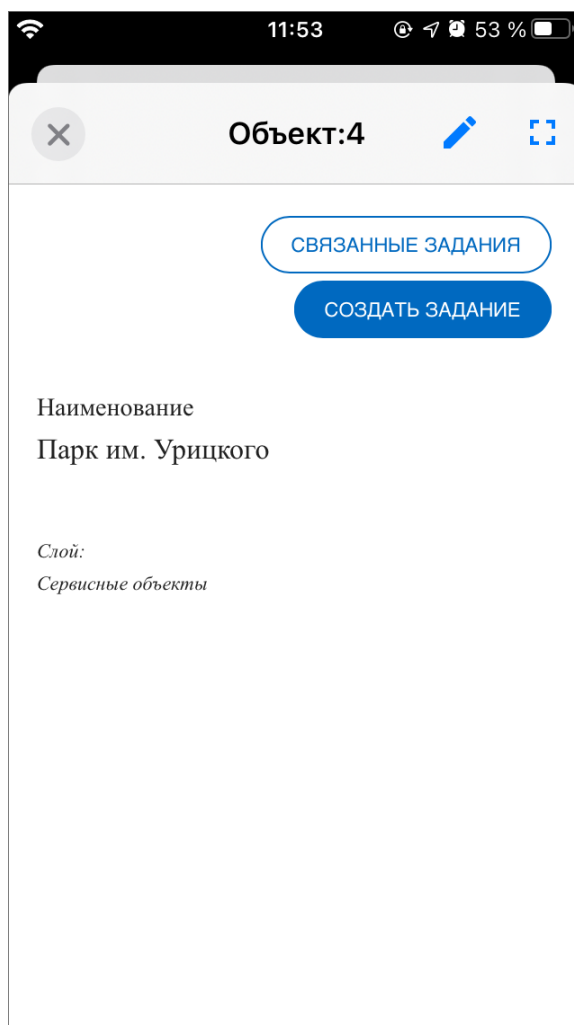 11:53 53 %
Объект:4
СВЯЗАННЫЕ ЗАДАНИЯ
СОЗДАТЬ ЗАДАНИЕ
Наименование
Парк им. Урицкого
Слой:
Сервисные объекты